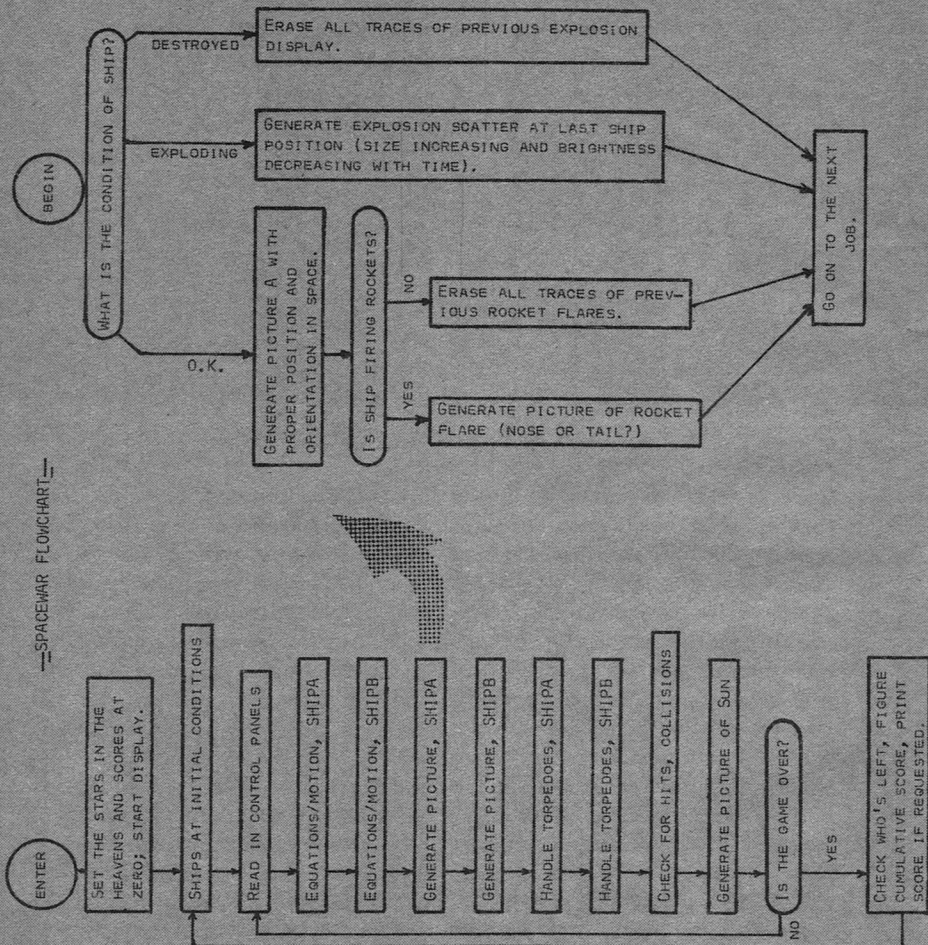 —SPACEWAR FLOWCHART—
ENTER
SET THE STARS IN THE
HEAVENS AND SCORES AT
ZERO; START DISPLAY.
SHIPS AT INITIAL CONDITIONS
READ IN CONTROL PANELS
EQUATIONS/MOTION, SHIPA
EQUATIONS/MOTION, SHIPB
GENERATE PICTURE, SHIPA
GENERATE PICTURE, SHIPB
HANDLE TORPEDOES, SHIPA
HANDLE TORPEDOS, SHIPB
CHECK FOR HITS, COLLISIONS
GENERATE PICTURE OF SUN
IS THE GAME OVER?
NO
YES
CHECK WHO'S LEFT, FIGURE
CUMULATIVE SCORE, PRINT
SCORE IF REQUESTED.
BEGIN
WHAT IS THE CONDITION OF SHIP?
O.K.
EXPLODING
DESTROYED
GENERATE PICTURE A WITH
PROPER POSITION AND
ORIENTATION IN SPACE.
GENERATE EXPLOSION SCATTER AT LAST SHIP
POSITION (SIZE INCREASING AND BRIGHTNESS
DECREASING WITH TIME).
ERASE ALL TRACES OF PREVIOUS EXPLOSION
DISPLAY.
IS SHIP FIRING ROCKETS?
YES
NO
GENERATE PICTURE OF ROCKET
FLARE (NOSE OR TAIL?)
ERASE ALL TRACES OF PREV-
IOUS ROCKET FLARES.
GO ON TO THE NEXT
JOB.